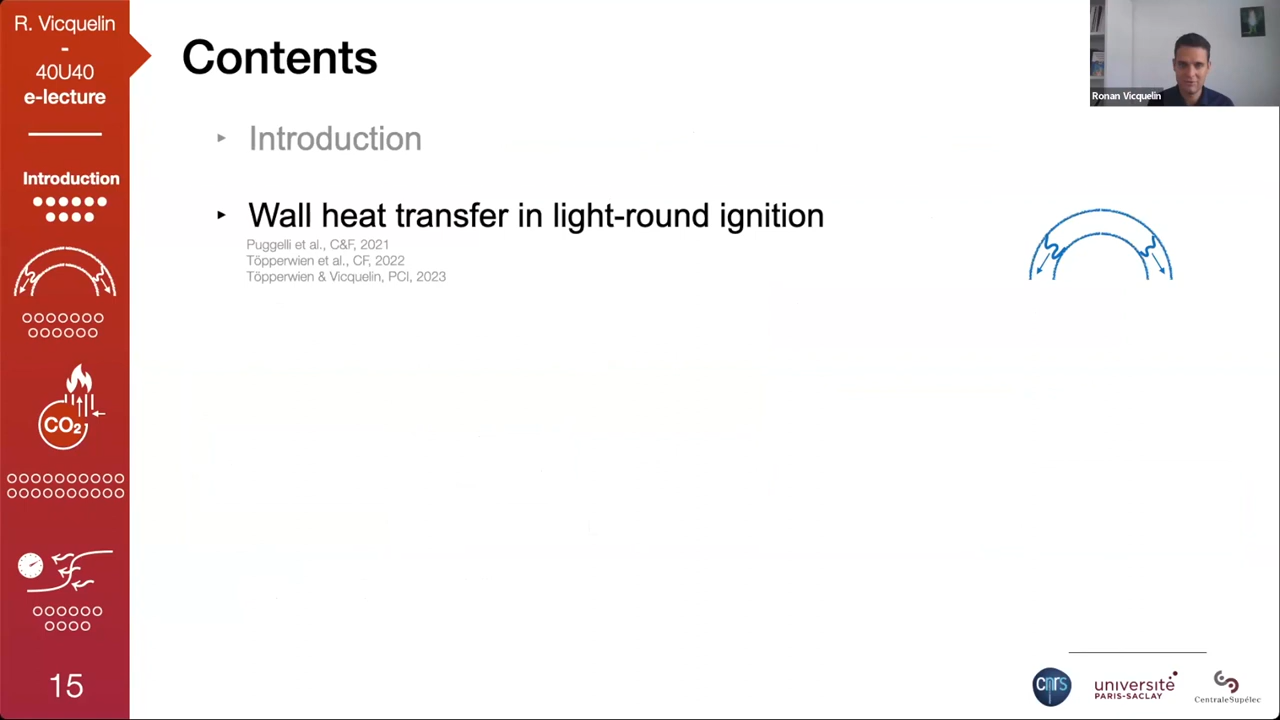 R. Vicquelin
-
40U40
e-lecture
Introduction
CO2
15
Contents
Introduction
Wall heat transfer in light-round ignition
Puggelli et al., C&F, 2021
Töpperwien et al., CF, 2022
Töpperwien & Vicquelin, PCI, 2023
Ronan Vicquelin
cnrs
université
PARIS-SACLAY
CentraleSupélec